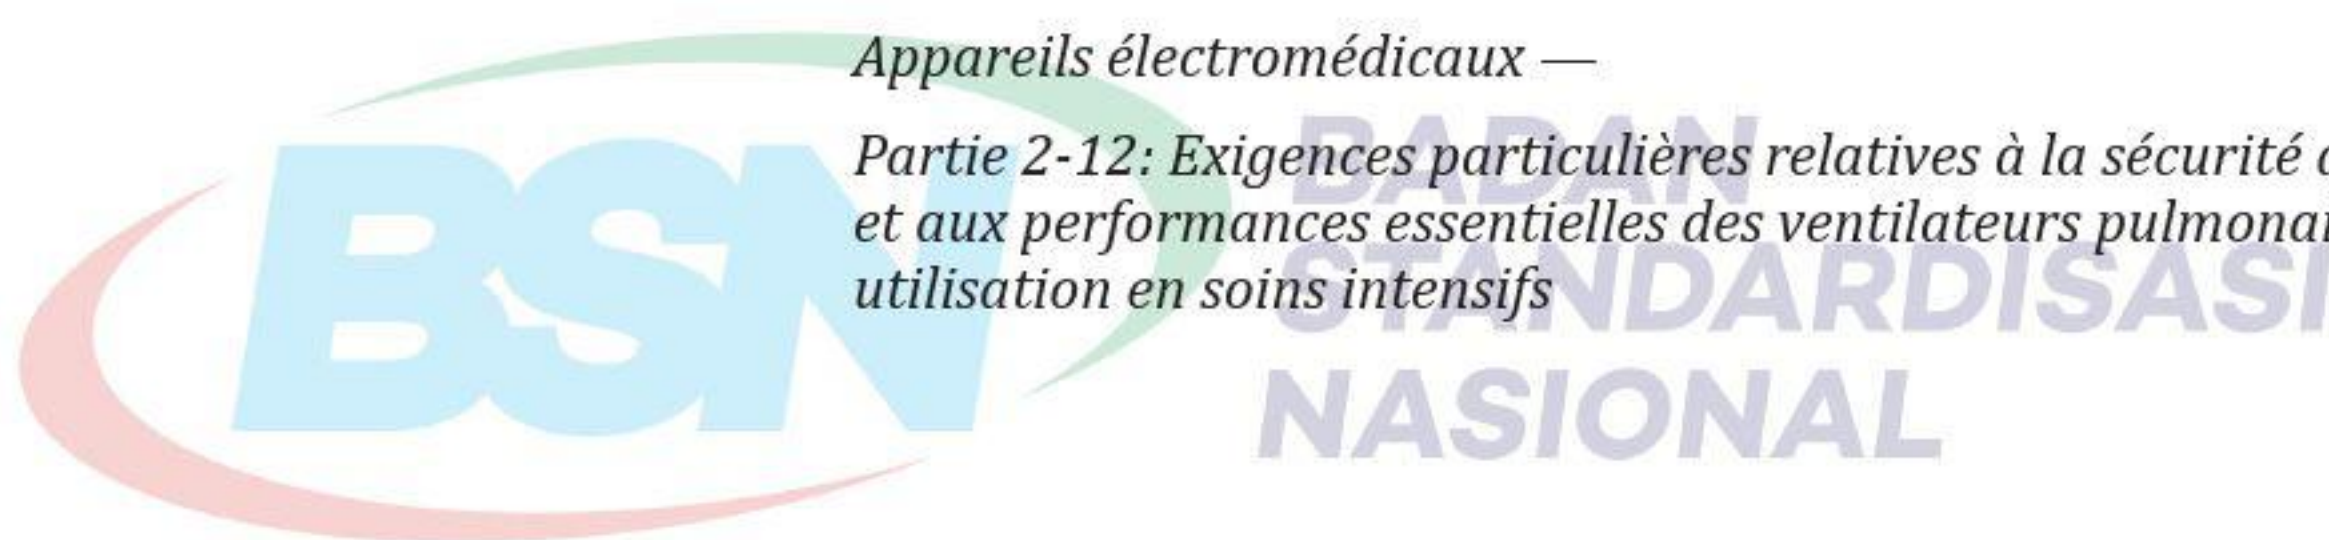 Appareils électromédicaux —
Partie 2-12: Exigences particulières relatives à la sécurité
et aux performances essentielles des ventilateurs
utilisation en soins intensifs
BSN
BADAN
STANDARDISASI
NASIONAL